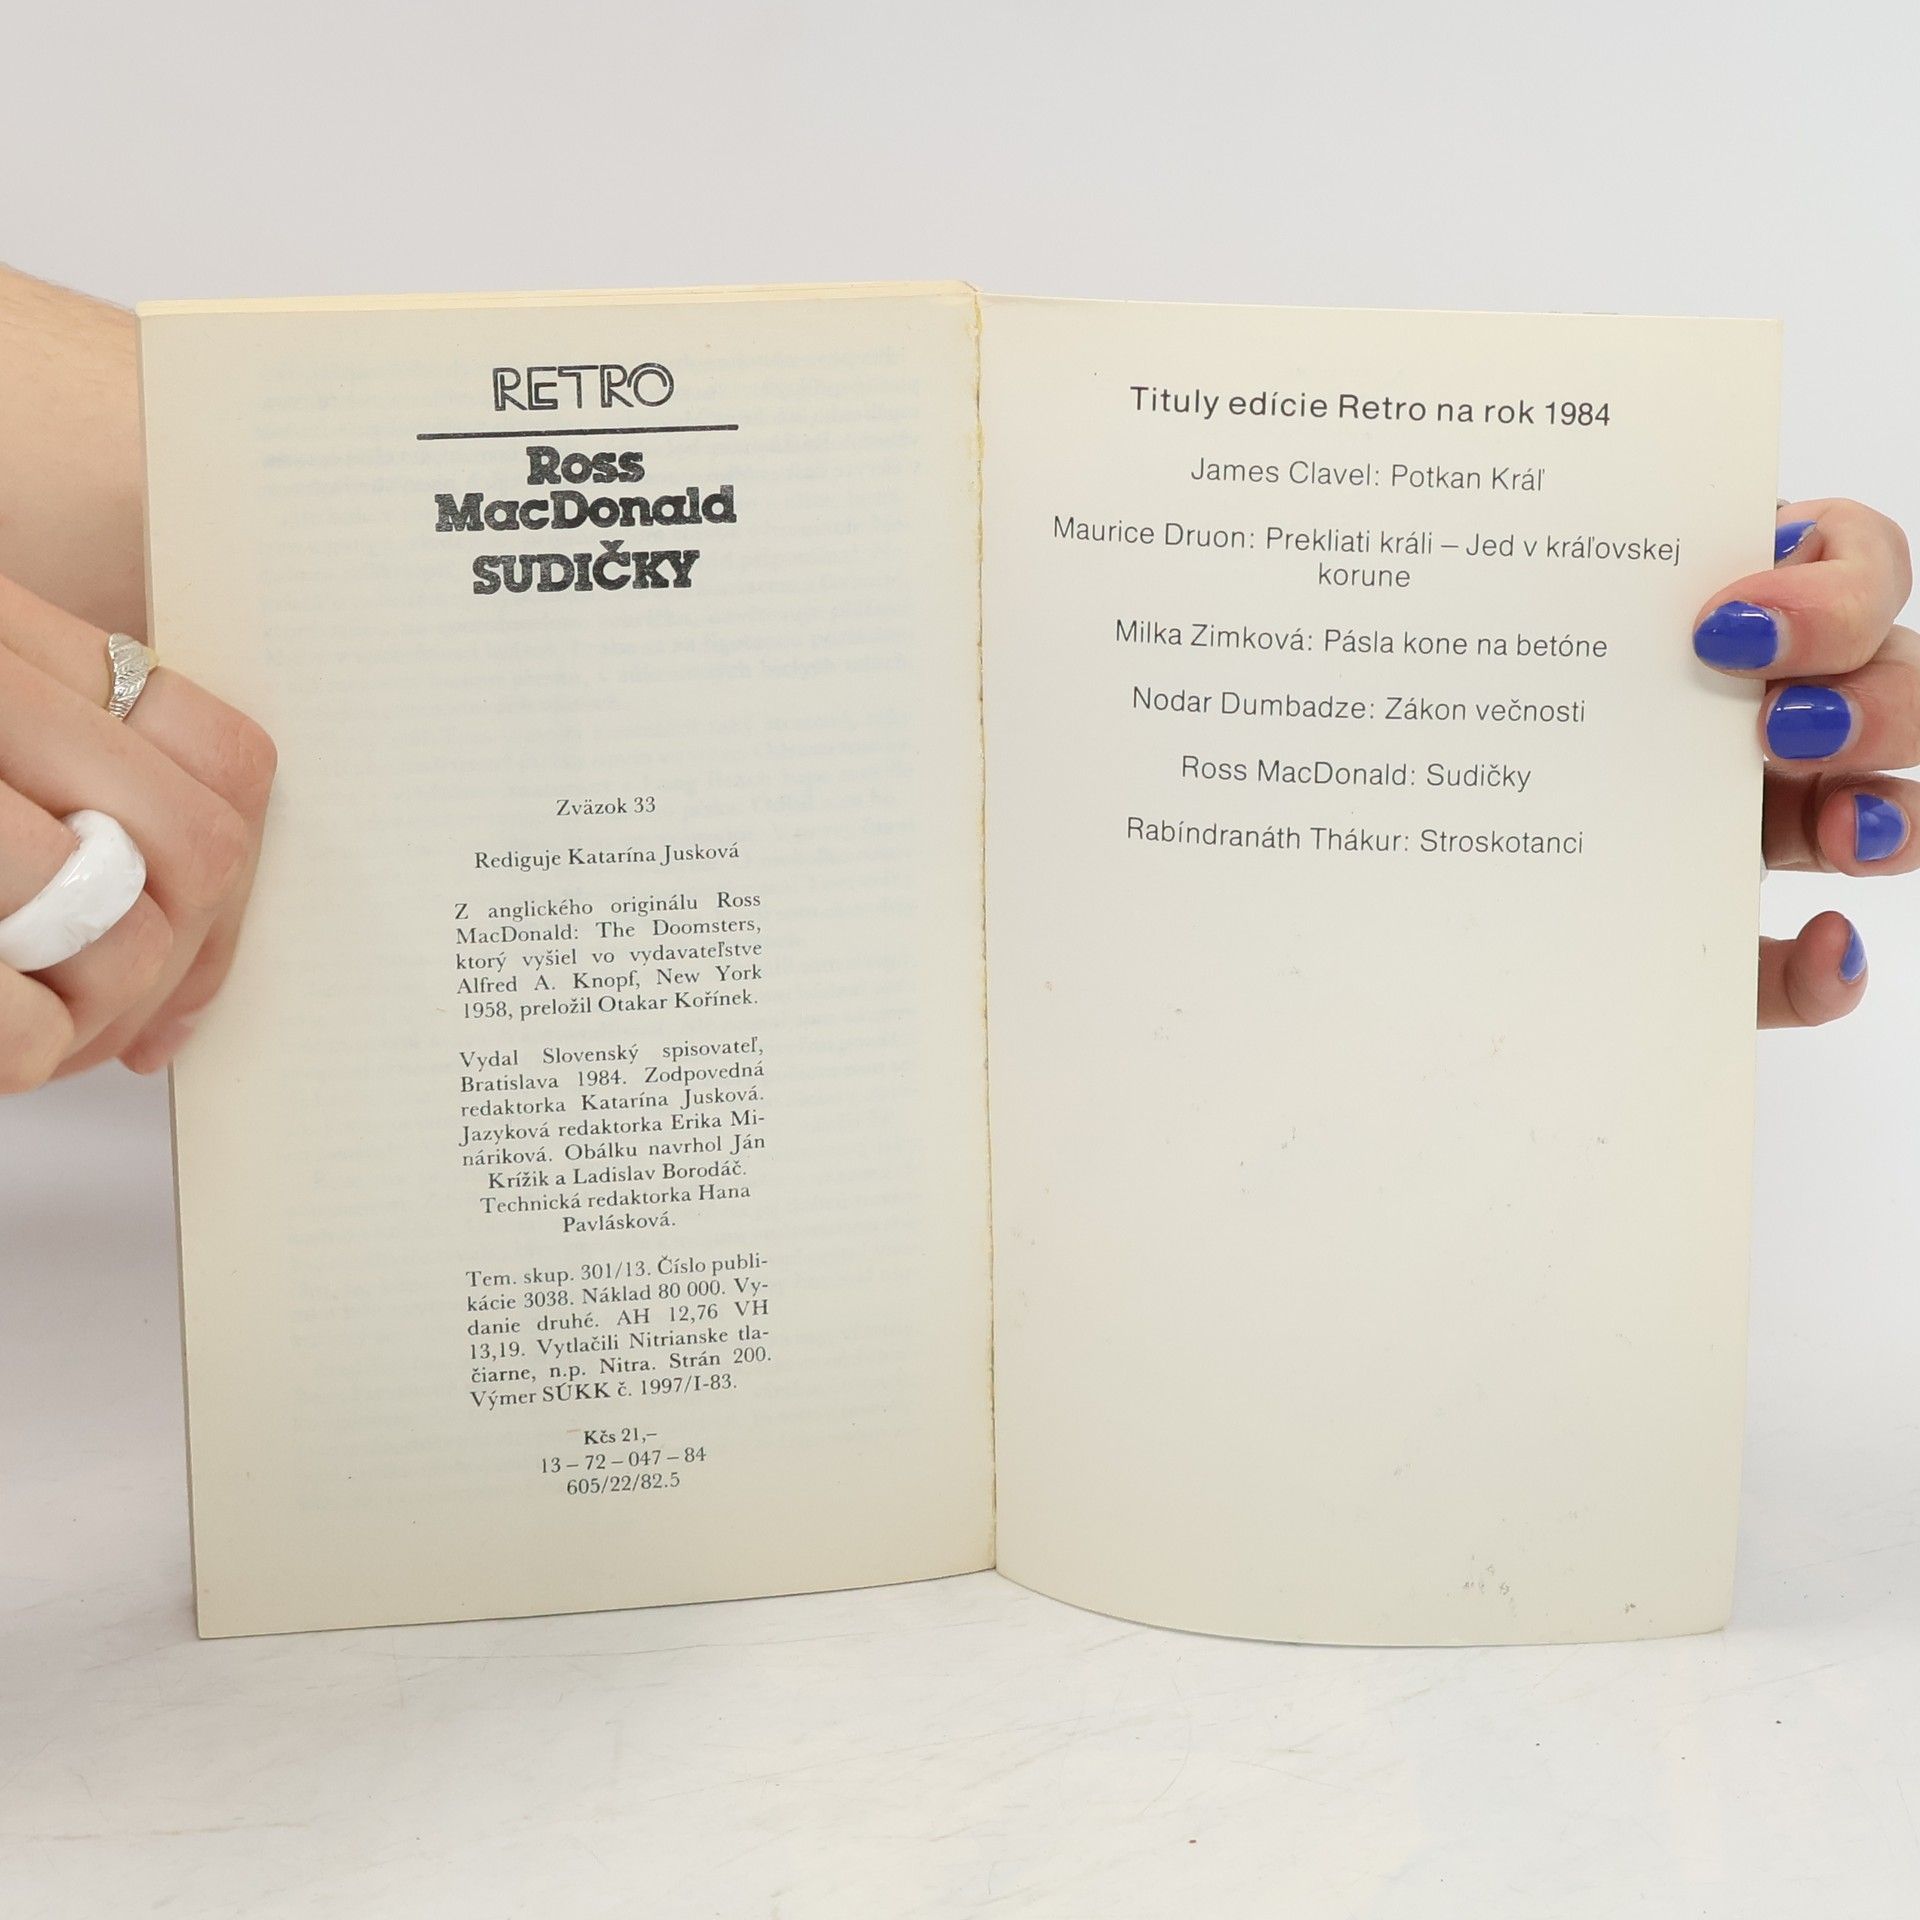 RETRO
Ross
MacDonald
SUDIČKY
Zväzok 33
Rediguje Katarína Jusková
Z anglického originálu Ross
MacDonald: The Doomsters,
ktorý vyšiel vo vydavateľstve
Alfred A. Knopf, New York
1958, preložil Otakar Kořínek.
Vydal Slovenský spisovateľ,
Bratislava 1984. Zodpovedná
redaktorka Katarína Jusková.
Jazyková redaktorka Erika Mi-
náriková. Obálku navrhol Ján
Krížik a Ladislav Borodáč.
Technická redaktorka Hana
Pavlásková.
Tem. skup. 301/13. Číslo publi-
kácie 3038. Náklad 80 000. Vy-
danie druhé. AH 12,76 VH
13,19. Vytlačili Nitrianske tla-
čiarne, n.p. Nitra. Strán 200.
Výmer SÚKK č. 1997/I-83.
Kčs 21,–
13 – 72 – 047 – 84
605/22/82.5
Tituly edície Retro na rok 1984
James Clavel: Potkan Kráľ
Maurice Druon: Prekliati králi – Jed v kráľovskej
korune
Milka Zimková: Pásla kone na betóne
Nodar Dumbadze: Zákon večnosti
Ross MacDonald: Sudičky
Rabíndranáth Thákur: Stroskotanci